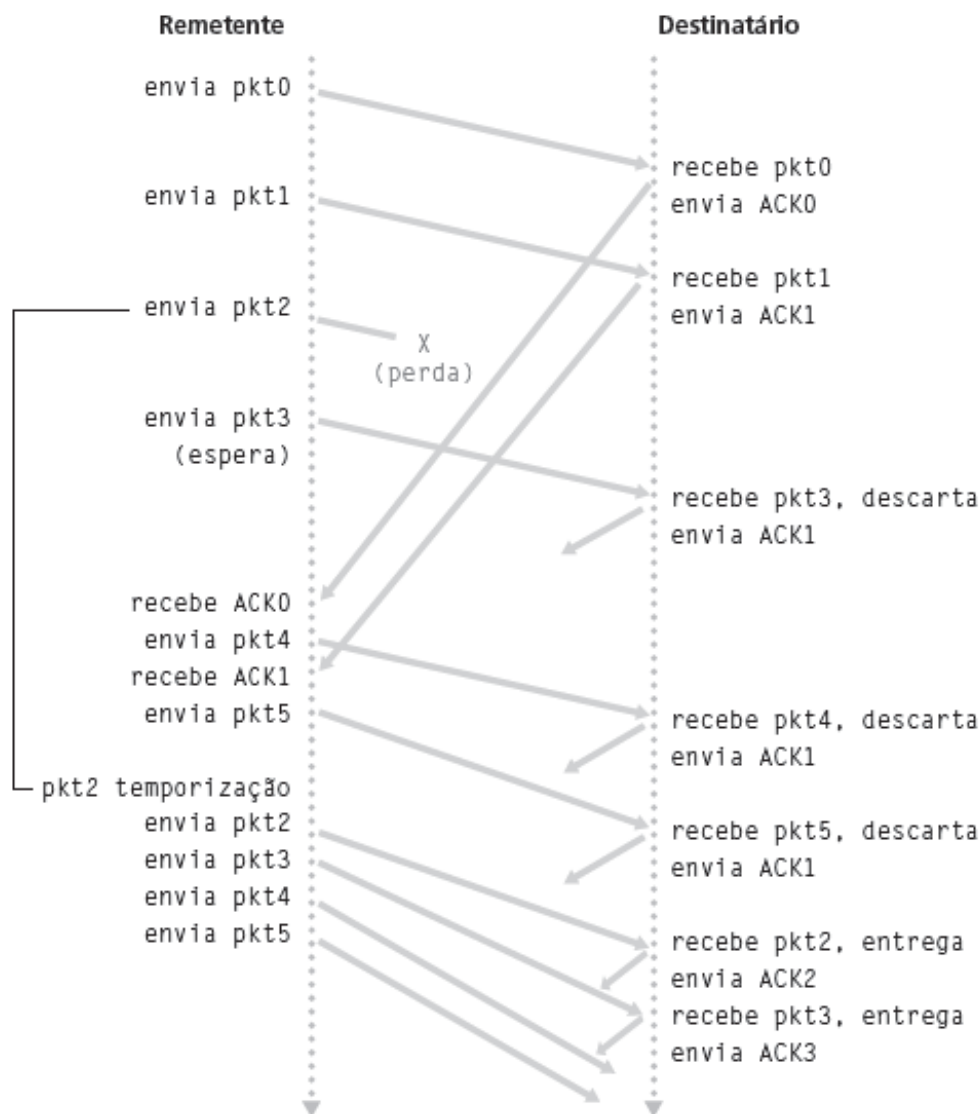 Remetente
Destinatário
envia pkt0
recebe pkt0
envia ACK0
envia pkt1
recebe pkt1
envia ACK1
envia pkt2
X
(perda)
envia pkt3
(espera)
recebe pkt3, descarta
envia ACK1
recebe ACK0
envia pkt4
recebe ACK1
envia pkt5
recebe pkt4, descarta
envia ACK1
pkt2 temporização
envia pkt2
envia pkt3
envia pkt4
envia pkt5
recebe pkt5, descarta
envia ACK1
recebe pkt2, entrega
envia ACK2
recebe pkt3, entrega
envia ACK3